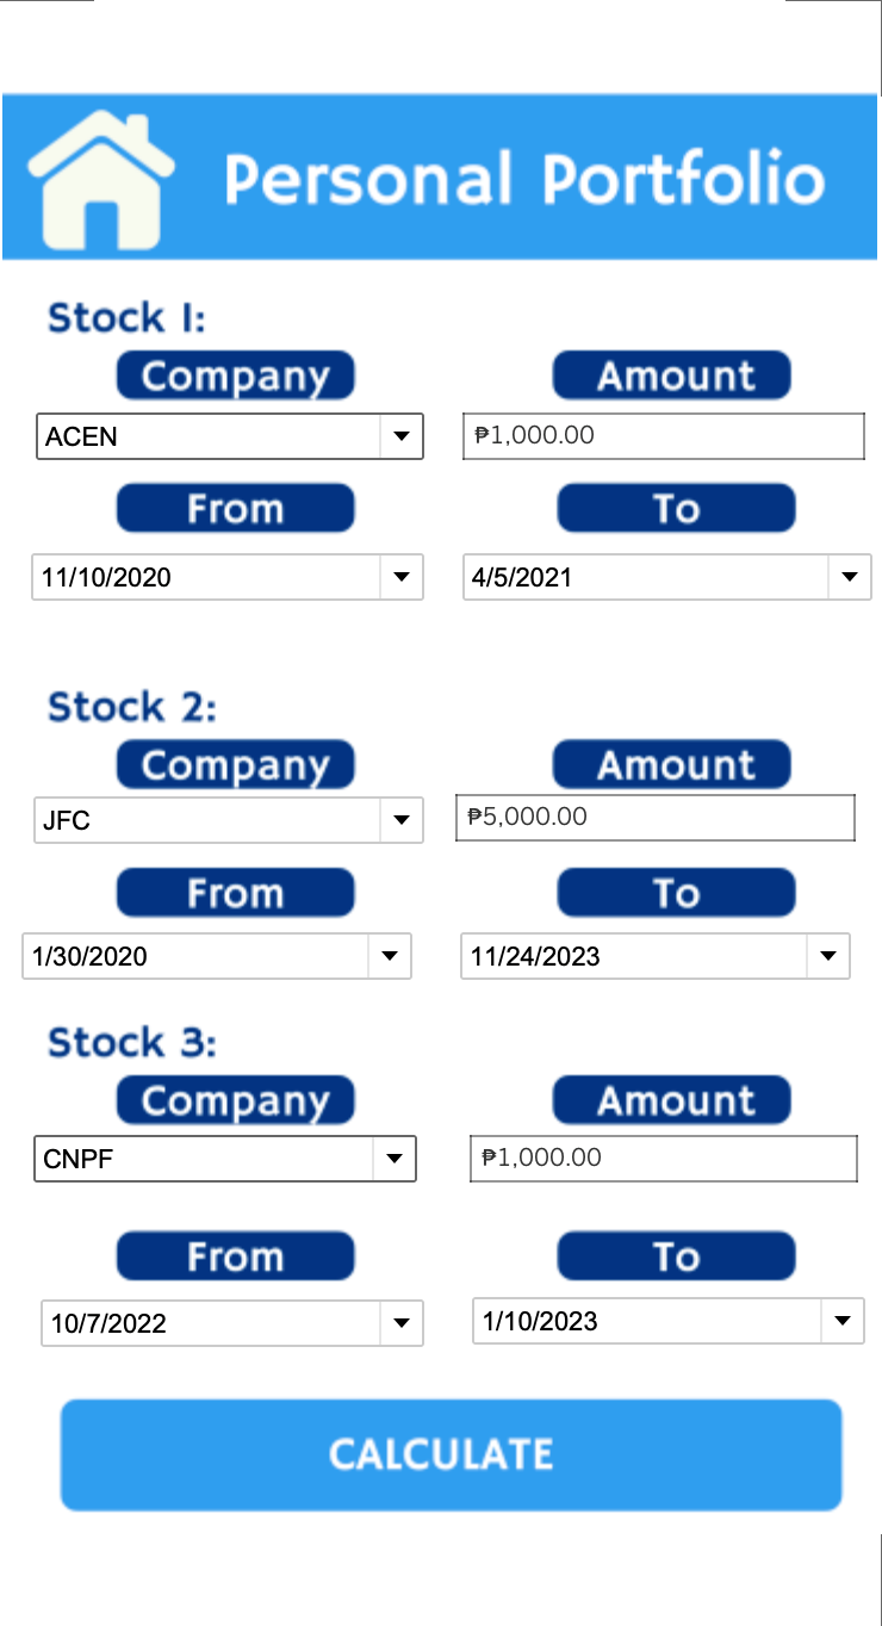 Personal Portfolio
Stock 1:
Company Amount
ACEN ₱1,000.00
From To
11/10/2020 4/5/2021
Stock 2:
Company Amount
JFC ₱5,000.00
From To
1/30/2020 11/24/2023
Stock 3:
Company Amount
CNPF ₱1,000.00
From To
10/7/2022 1/10/2023
CALCULATE